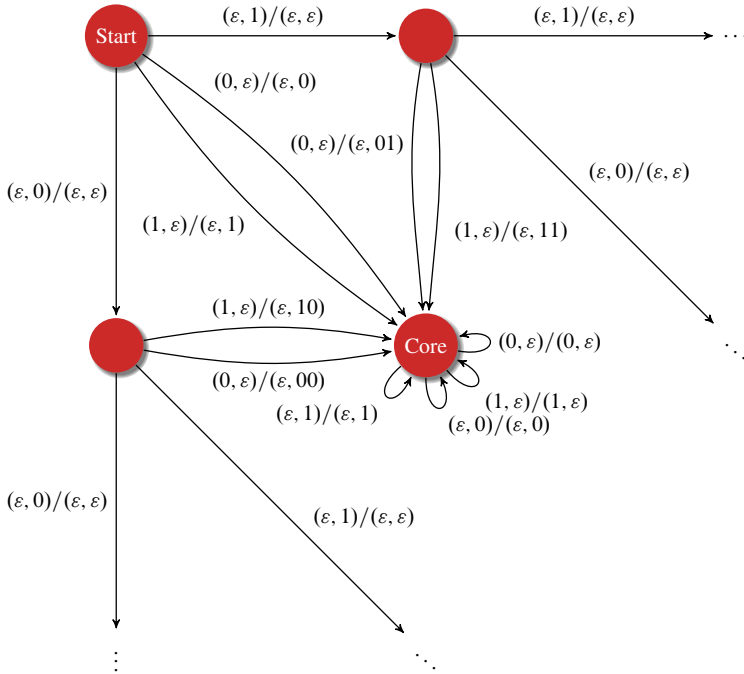 (ε, 1)/(ε, ε)
(ε, 1)/(ε, ε)
Start
⋯
(0, ε)/(ε, 0)
(0, ε)/(ε, 01)
(ε, 0)/(ε, ε)
(ε, 0)/(ε, ε)
(1, ε)/(ε, 1)
(1, ε)/(ε, 11)
(1, ε)/(ε, 10)
Core
(0, ε)/(0, ε)
⋱
(0, ε)/(ε, 00)
(1, ε)/(1, ε)
(ε, 1)/(ε, 1)
(ε, 0)/(ε, 0)
(ε, 0)/(ε, ε)
(ε, 1)/(ε, ε)
⋮
⋱